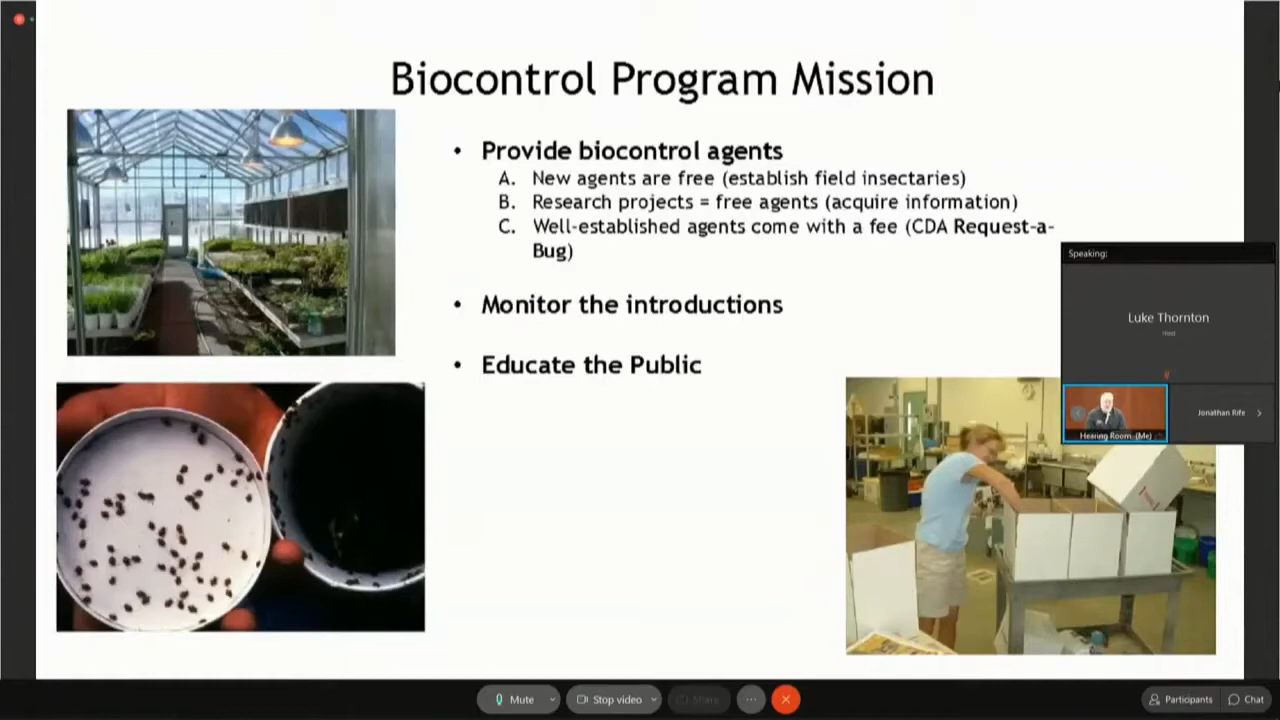 Biocontrol Program Mission
• Provide biocontrol agents
A. New agents are free (establish field insectaries)
B. Research projects = free agents (acquire information)
C. Well-established agents come with a fee (CDA Request-a-
Bug)
• Monitor the introductions
• Educate the Public
Speaking:
Luke Thornton
Host
Hearing Room (Me)
Jonathan Rife
Mute
Stop video
Share
Participants
Chat